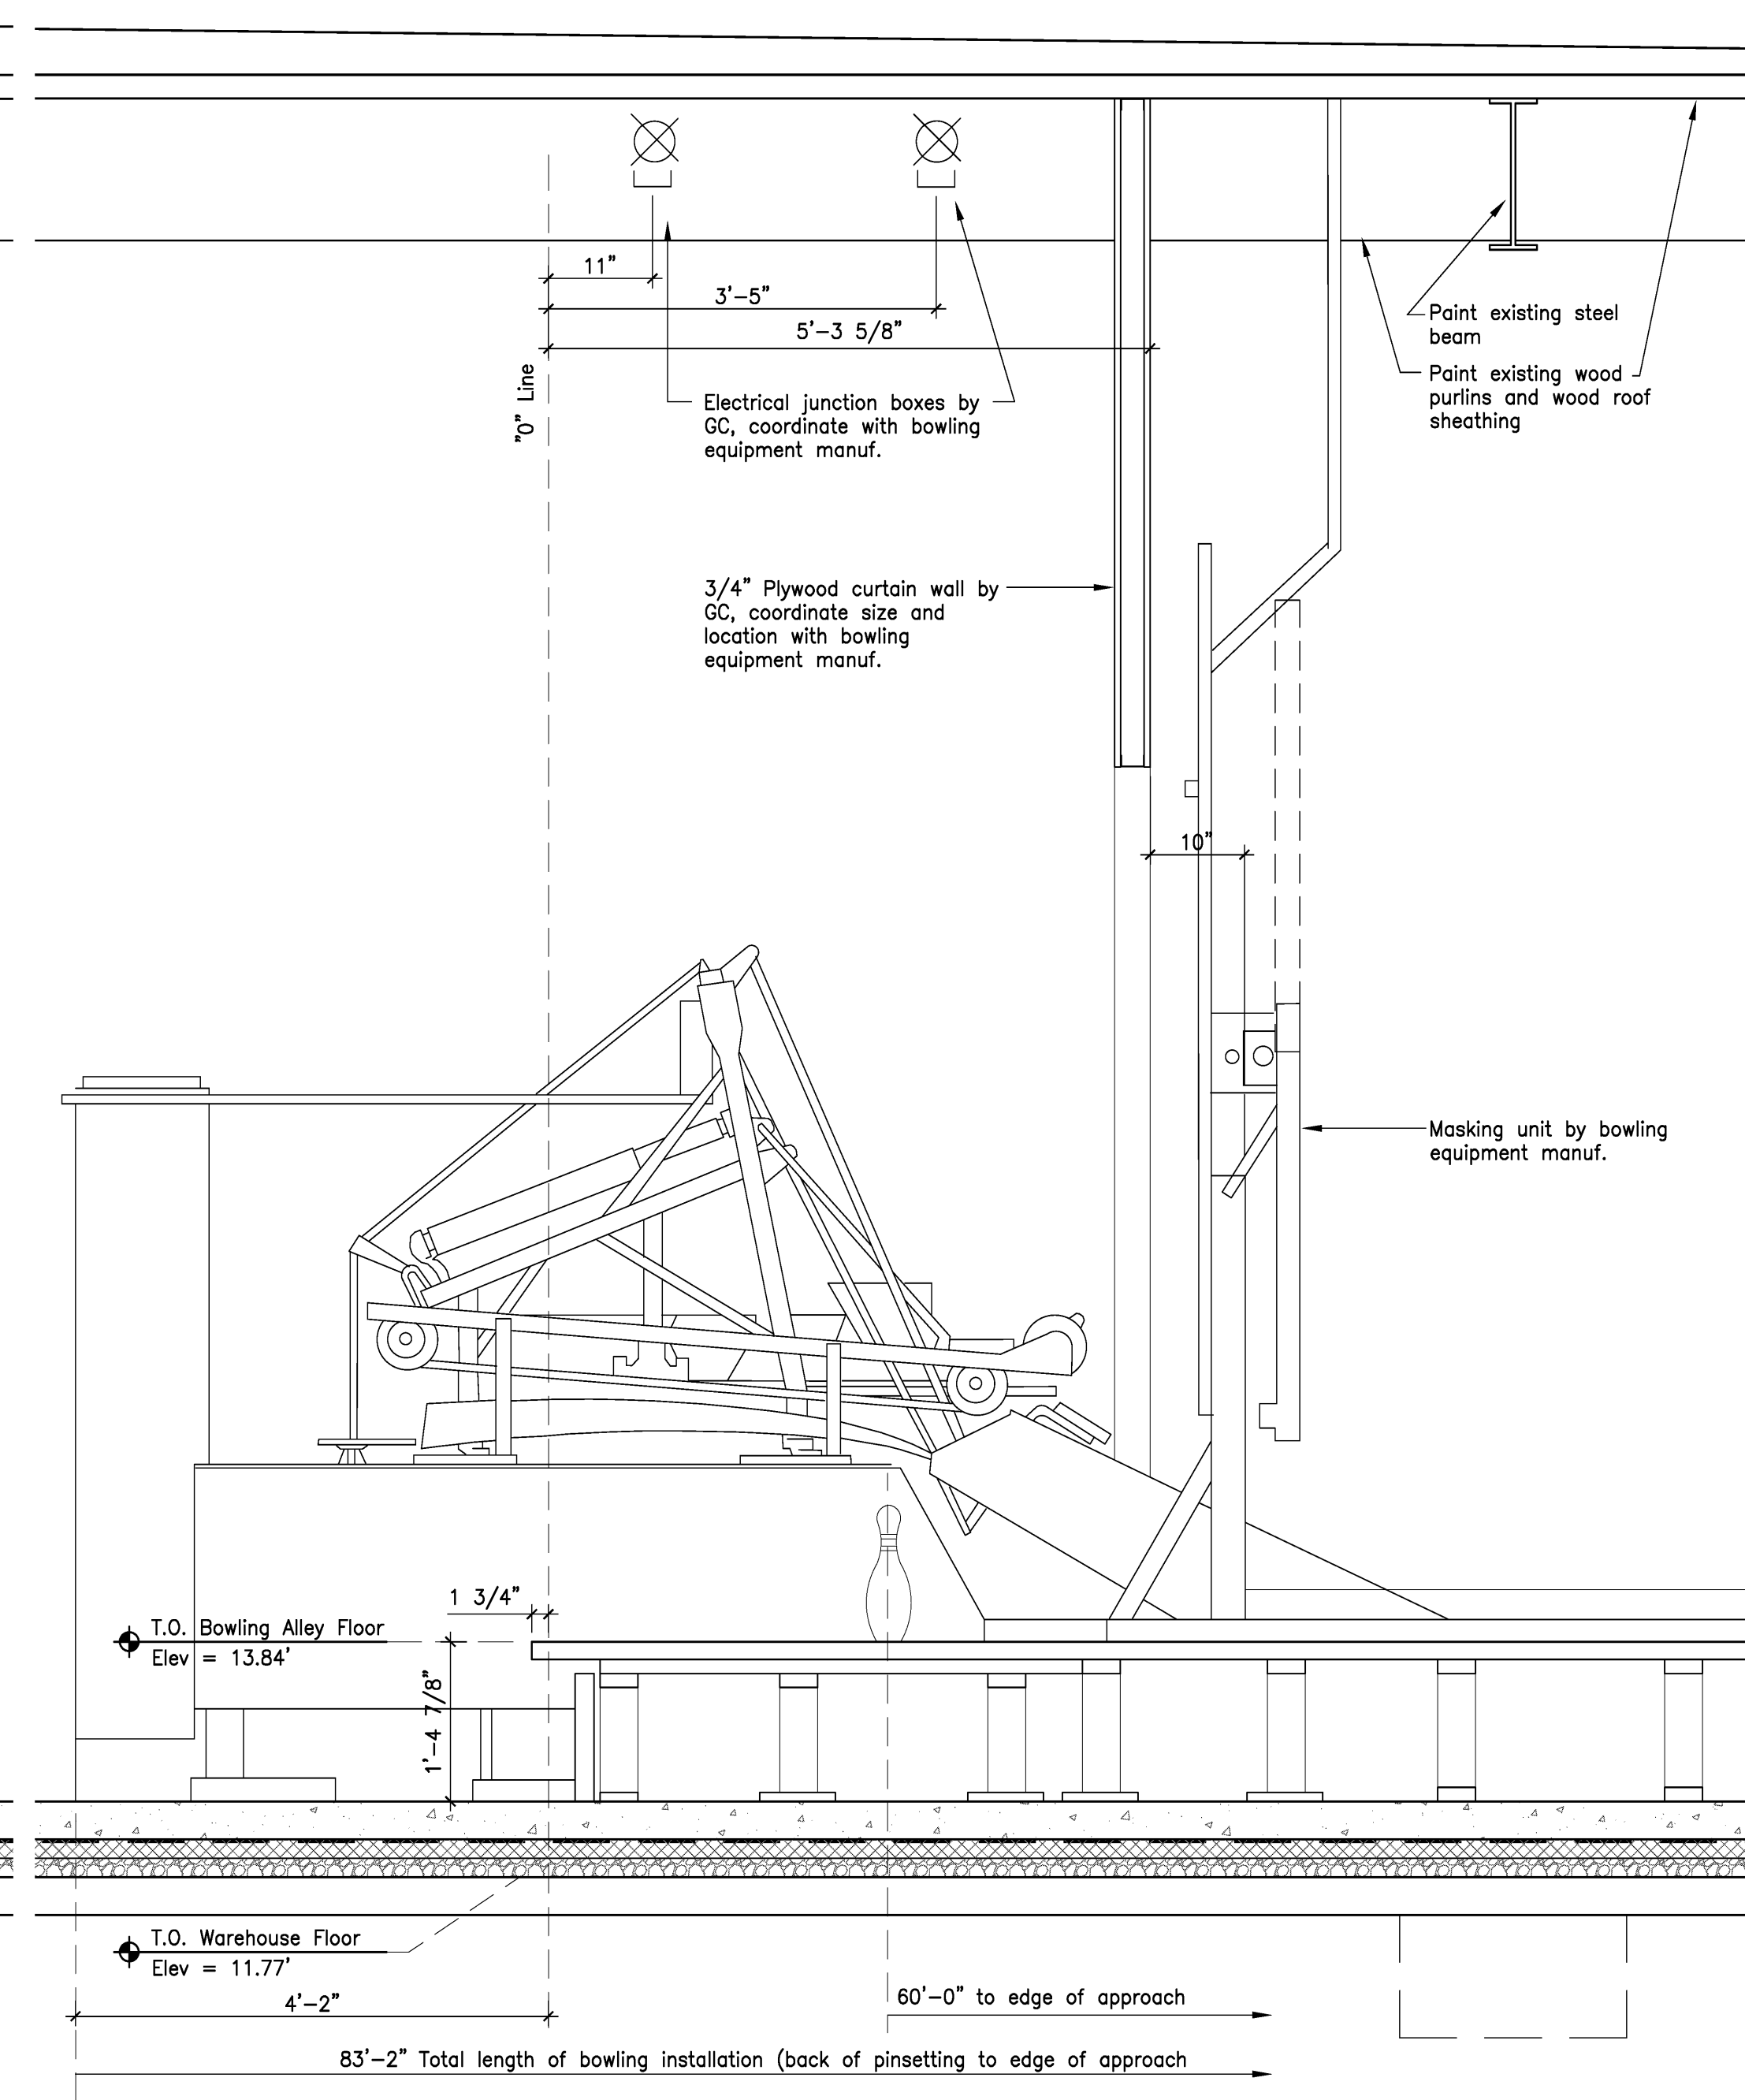 11"
3'-5"
5'-3 5/8"
"0" Line
Paint existing steel
beam
Paint existing wood
purlins and wood roof
sheathing
Electrical junction boxes by
GC, coordinate with bowling
equipment manuf.
3/4" Plywood curtain wall by
GC, coordinate size and
location with bowling
equipment manuf.
10"
Masking unit by bowling
equipment manuf.
1 3/4"
T.O. Bowling Alley Floor
Elev = 13.84'
1'-4 7/8"
T.O. Warehouse Floor
Elev = 11.77'
4'-2"
60'-0" to edge of approach
83'-2" Total length of bowling installation (back of pinsetting to edge of approach